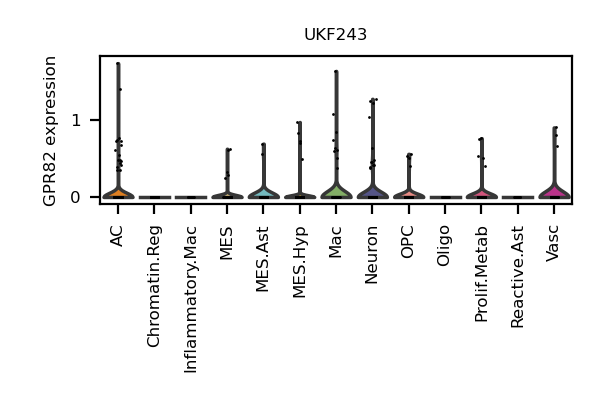 UKF243
GPR82 expression
1
0
AC
Chromatin.Reg
Inflammatory.Mac
MES
MES.Ast
MES.Hyp
Mac
Neuron
OPC
Oligo
Prolif.Metab
Reactive.Ast
Vasc